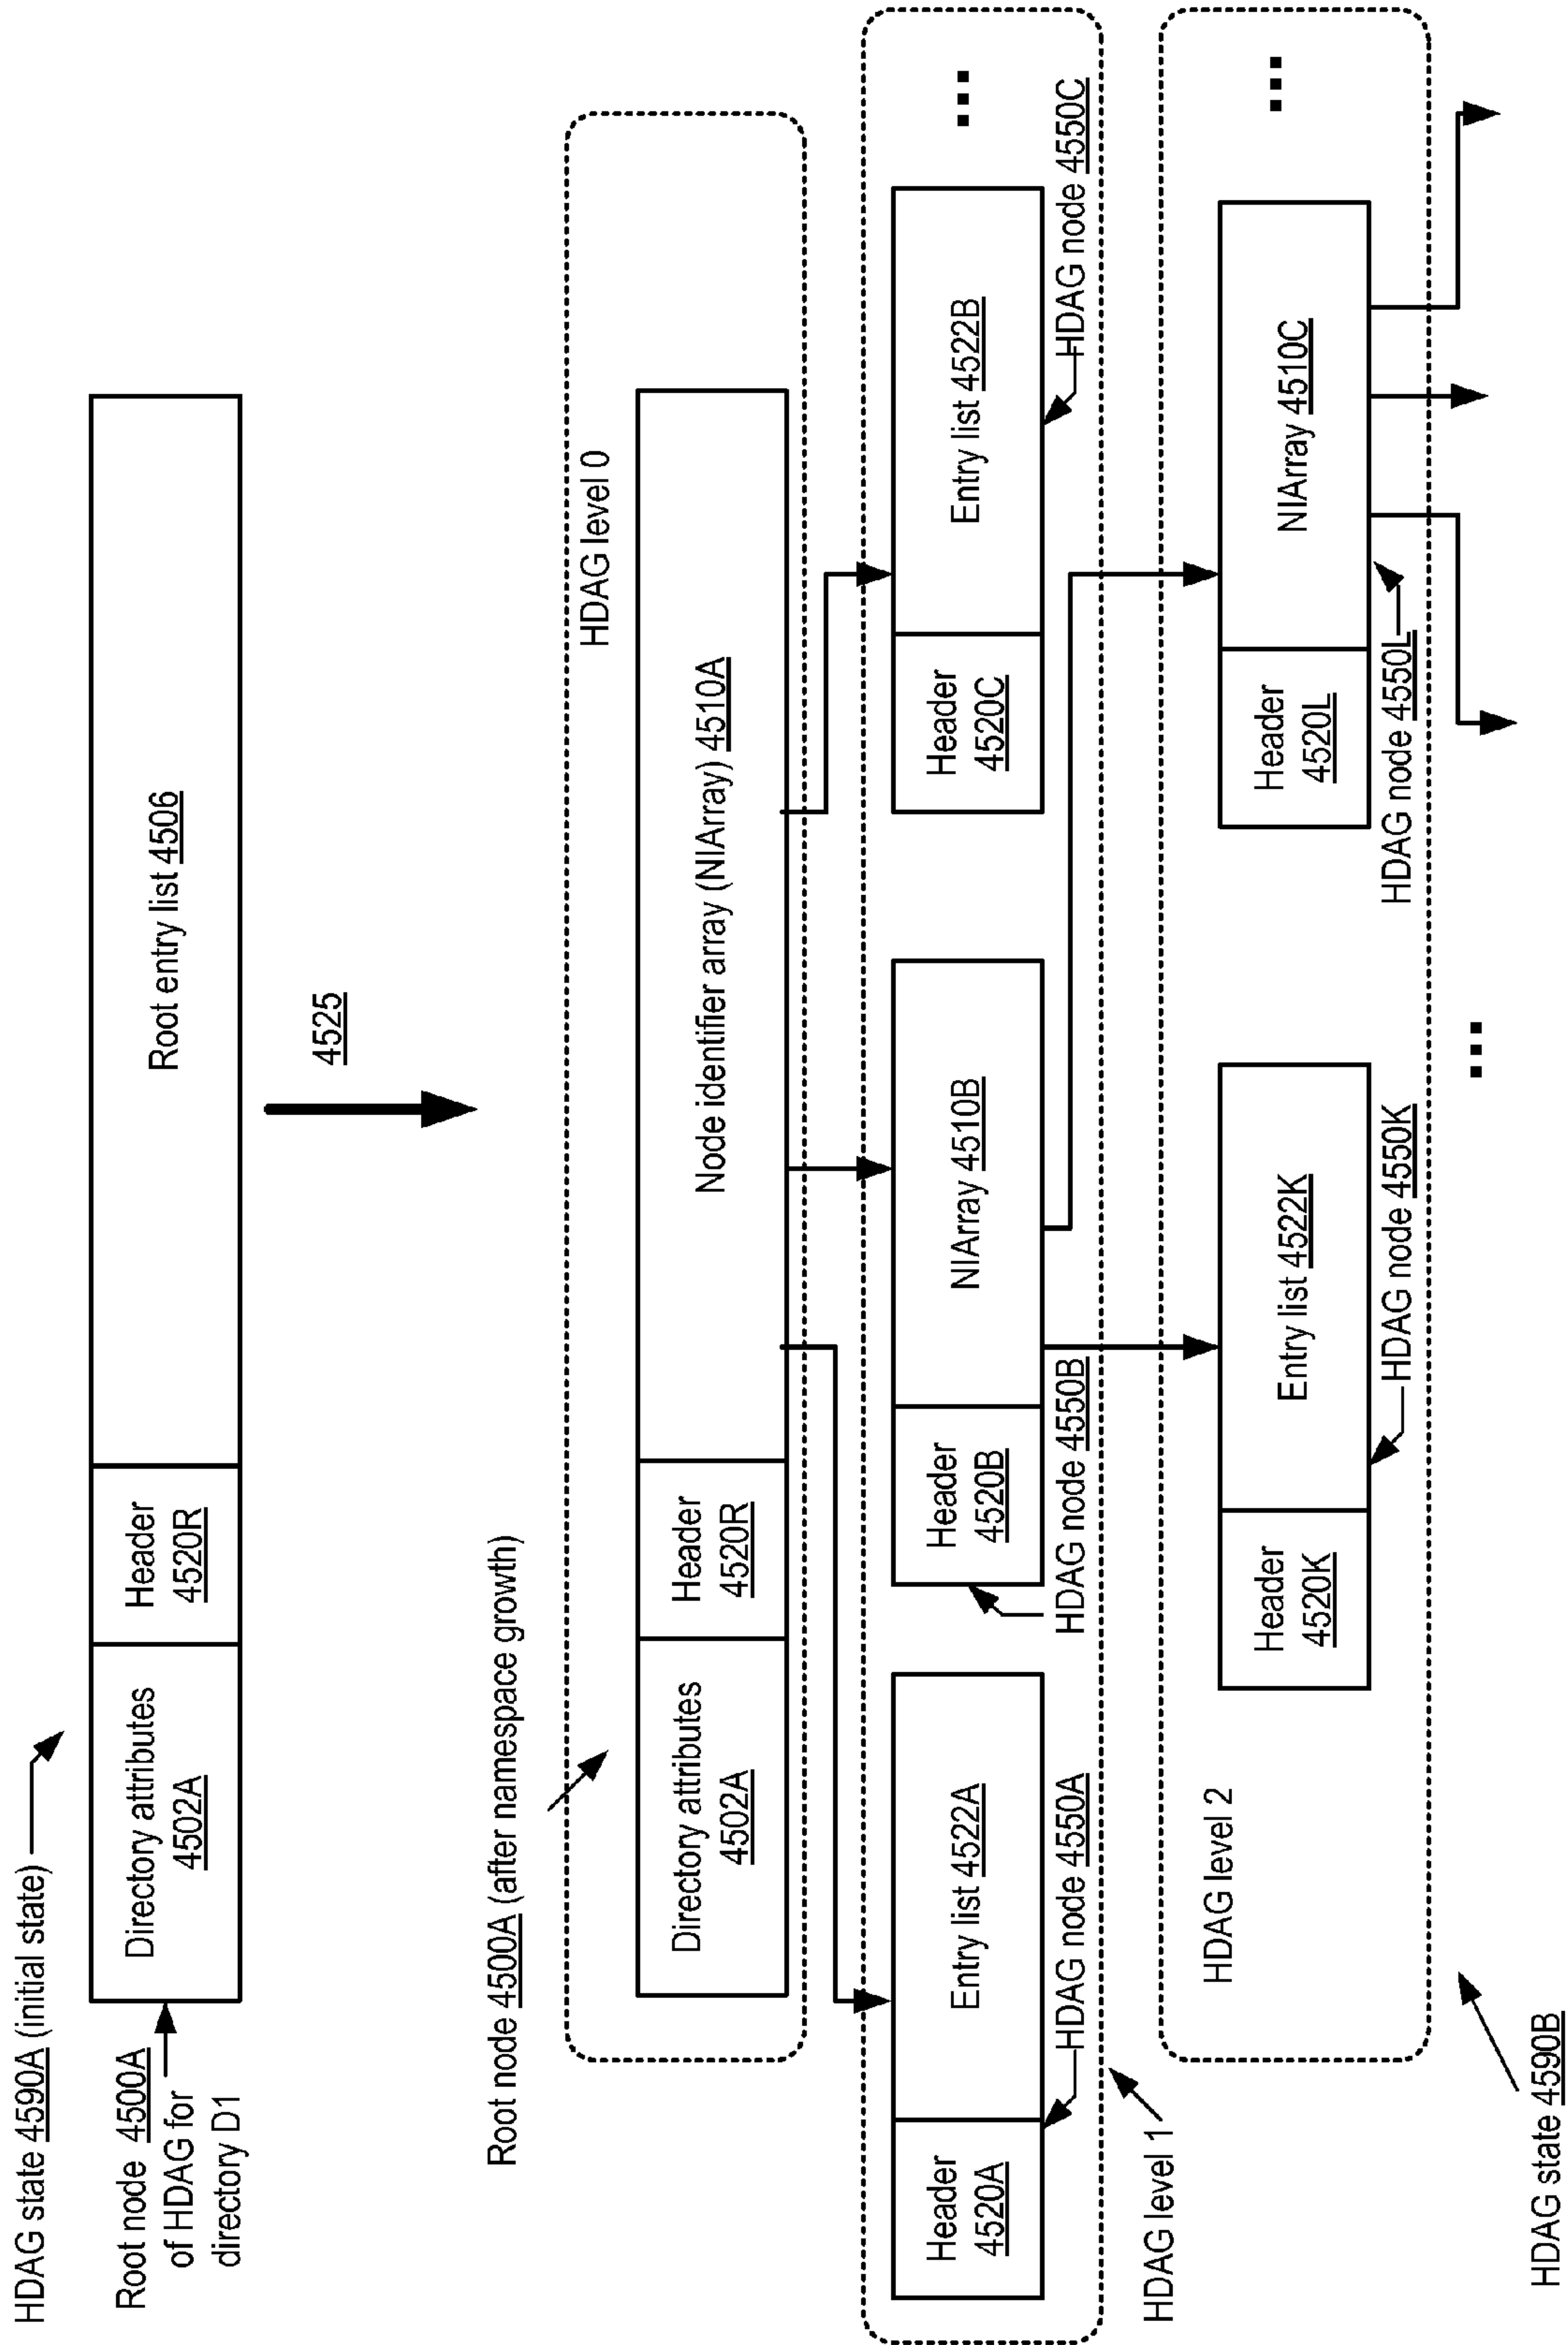 HDAG state 4590A (initial state)
Root node 4500A
of HDAG for
directory D1
Directory attributes
4502A
Header
4520R
Root entry list 4506
4525
Root node 4500A (after namespace growth)
HDAG level 0
Directory attributes
4502A
Header
4520R
Node identifier array (NIArray) 4510A
Header
4520A
Entry list 4522A
HDAG node 4550A
Header
4520B
NIArray 4510B
HDAG node 4550B
Header
4520C
Entry list 4522B
HDAG node 4550C
...
HDAG level 1
HDAG level 2
Header
4520K
Entry list 4522K
HDAG node 4550K
Header
4520L
NIArray 4510C
HDAG node 4550L
...
...
HDAG state 4590B